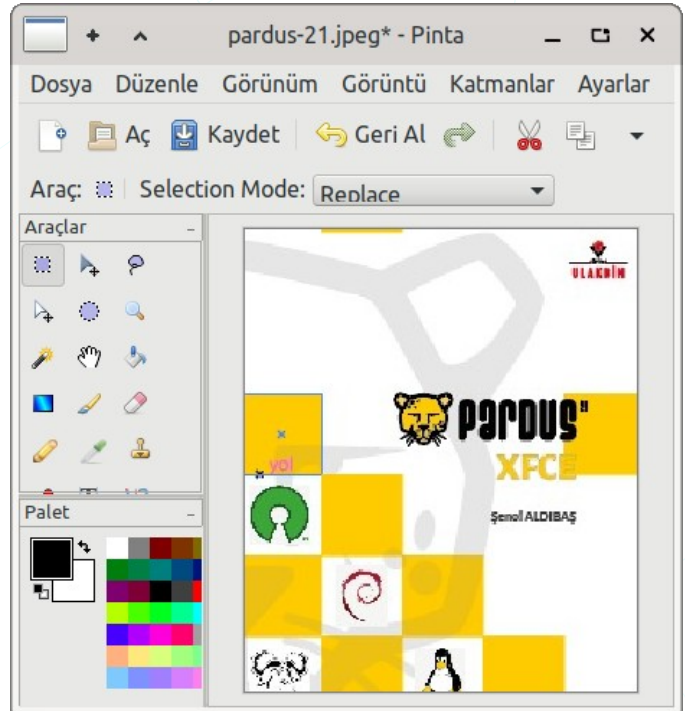 pardus-21.jpeg* - Pinta
Dosya Düzenle Görünüm Görüntü Katmanlar Ayarlar
Aç Kaydet Geri Al
Araç: Selection Mode: Replace
Araçlar
ULAKBİM
pardus
yol
XFCE
Şenol ALDIBAŞ
Palet